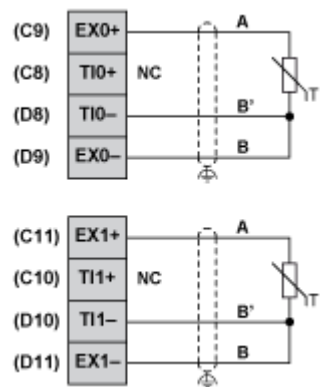 (C9) EX0+ A
(C8) TI0+ NC
(D8) TI0– B'
(D9) EX0– B
T
(C11) EX1+ A
(C10) TI1+ NC
(D10) TI1– B'
(D11) EX1– B
T